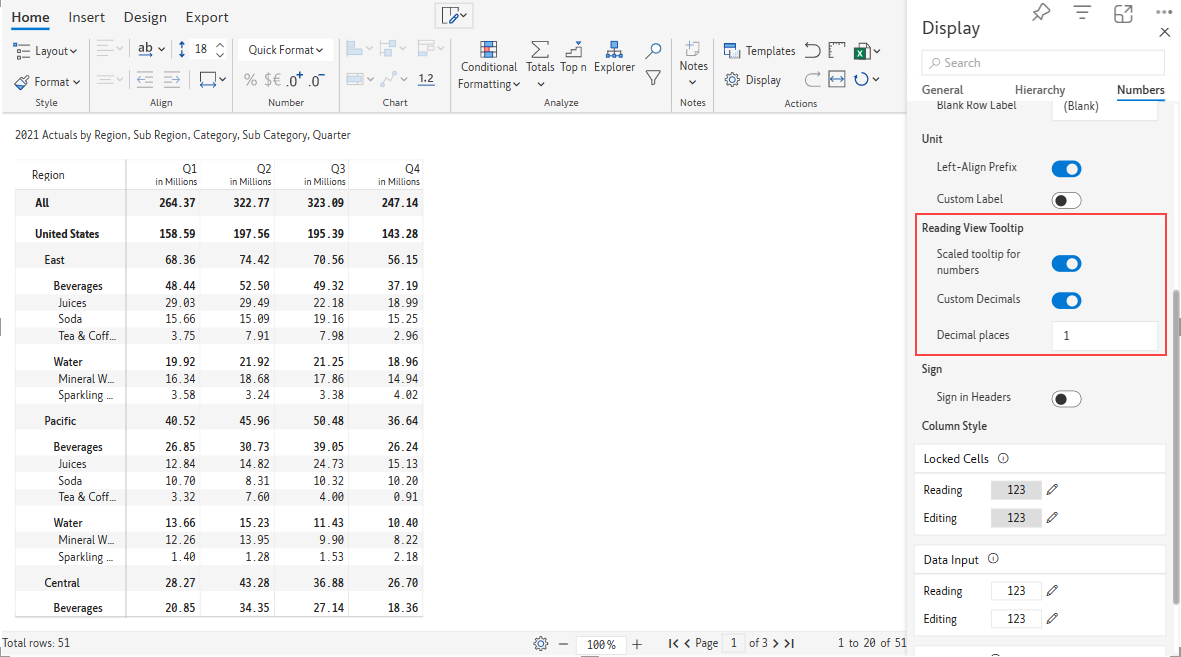 Home Insert Design Export
Layout
Format
Style
ab
18
Align
Quick Format
% $€ .0+ .0-
Number
1.2
Chart
Conditional Formatting
Totals
Top n
Explorer
Analyze
Notes
Notes
Templates
Display
Actions
2021 Actuals by Region, Sub Region, Category, Sub Category, Quarter
Region Q1 Q2 Q3 Q4
in Millions in Millions in Millions in Millions
All 264.37 322.77 323.09 247.14
United States 158.59 197.56 195.39 143.28
East 68.36 74.42 70.56 56.15
Beverages 48.44 52.50 49.32 37.19
Juices 29.03 29.49 22.18 18.99
Soda 15.66 15.09 19.16 15.25
Tea & Coff... 3.75 7.91 7.98 2.96
Water 19.92 21.92 21.25 18.96
Mineral W... 16.34 18.68 17.86 14.94
Sparkling ... 3.58 3.24 3.38 4.02
Pacific 40.52 45.96 50.48 36.64
Beverages 26.85 30.73 39.05 26.24
Juices 12.84 14.82 24.73 15.13
Soda 10.70 8.31 10.32 10.20
Tea & Coff... 3.32 7.60 4.00 0.91
Water 13.66 15.23 11.43 10.40
Mineral W... 12.26 13.95 9.90 8.22
Sparkling ... 1.40 1.28 1.53 2.18
Central 28.27 43.28 36.88 26.70
Beverages 20.85 34.35 27.14 18.36
Total rows: 51
100%
Page 1 of 3
1 to 20 of 51
Display
Search
General Hierarchy Numbers
Blank Row Label (Blank)
Unit
Left-Align Prefix
Custom Label
Reading View Tooltip
Scaled tooltip for
numbers
Custom Decimals
Decimal places 1
Sign
Sign in Headers
Column Style
Locked Cells
Reading 123
Editing 123
Data Input
Reading 123
Editing 123